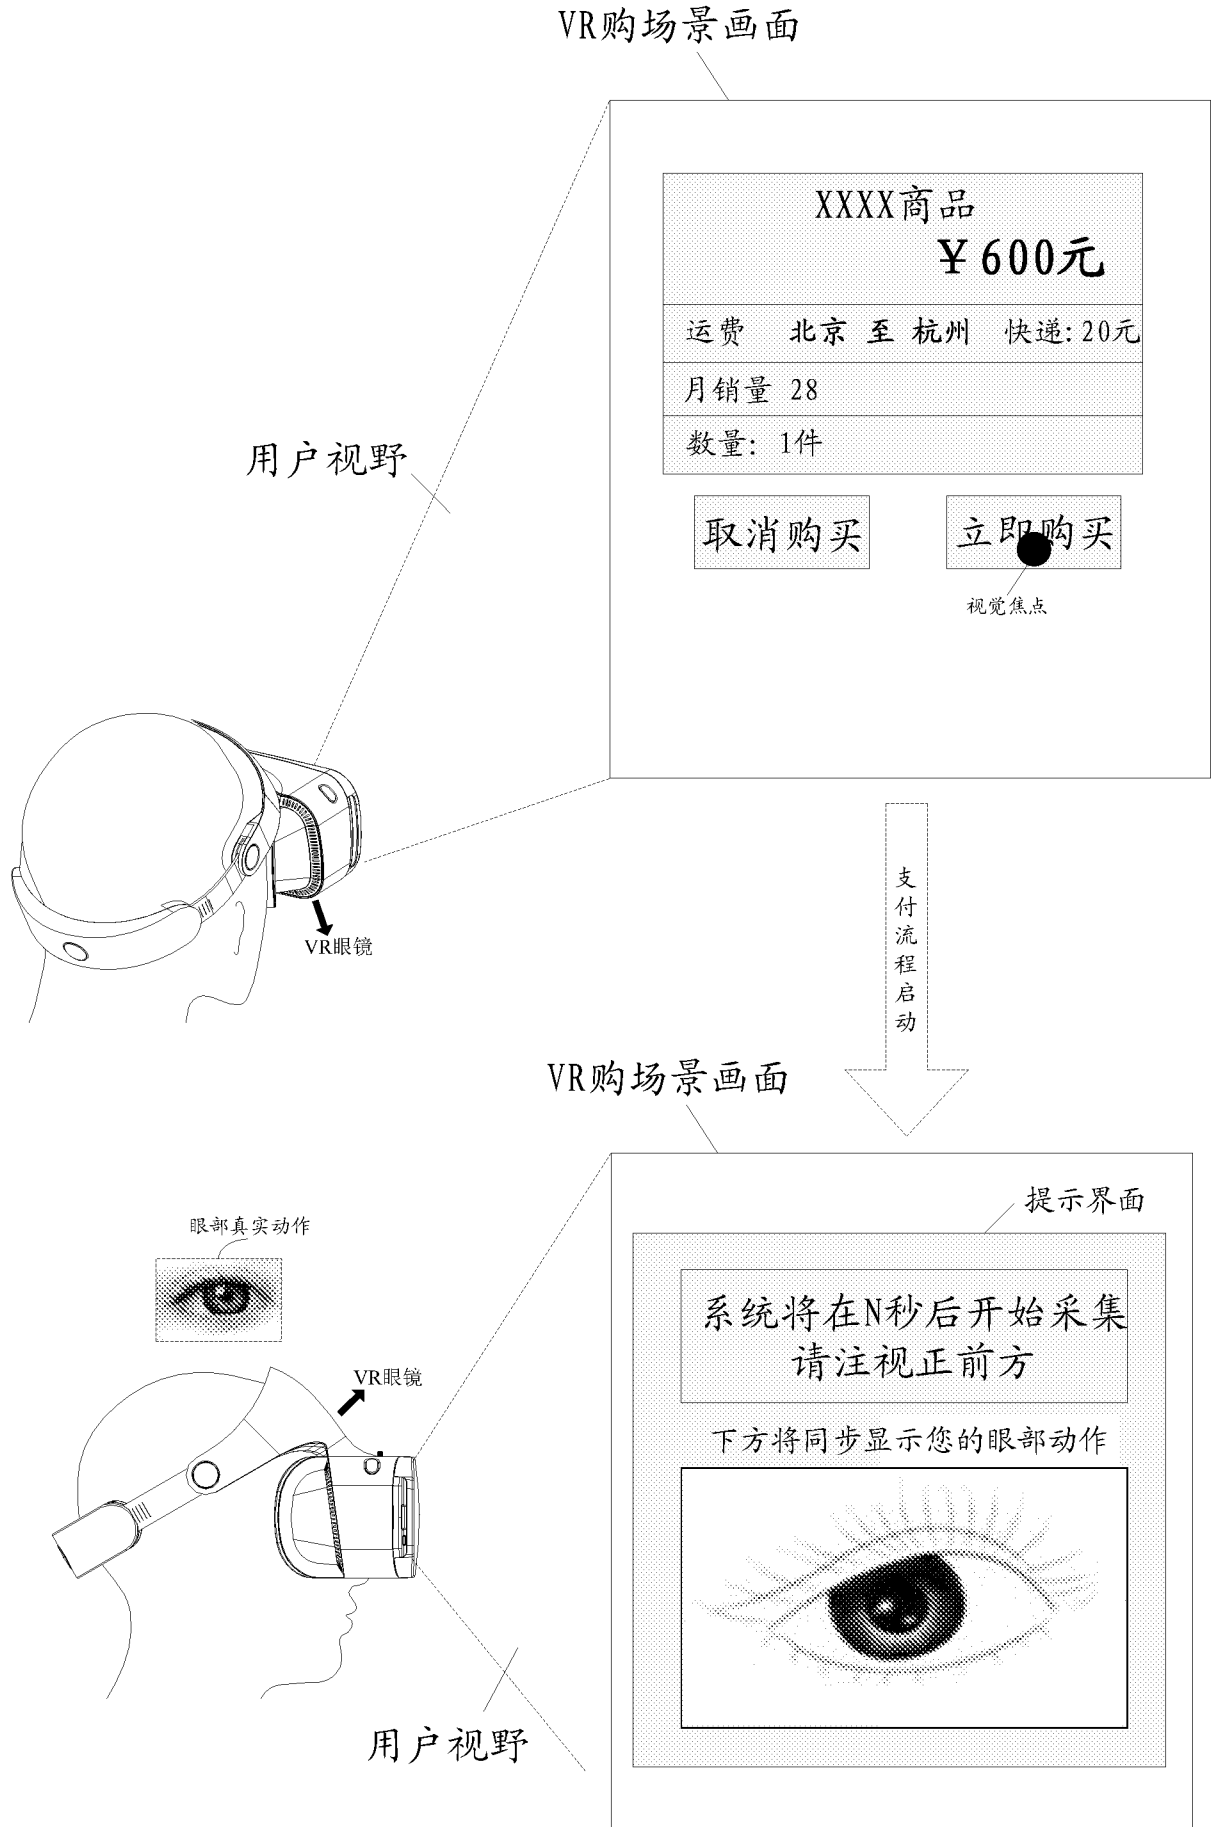 VR购场景画面
XXXX商品
￥600元
运费 北京 至 杭州 快递:20元
月销量 28
数量: 1件
用户视野
取消购买 立即购买
视觉焦点
VR眼镜
支付流程启动
VR购场景画面
提示界面
眼部真实动作
系统将在N秒后开始采集
请注视正前方
VR眼镜
下方将同步显示您的眼部动作
用户视野